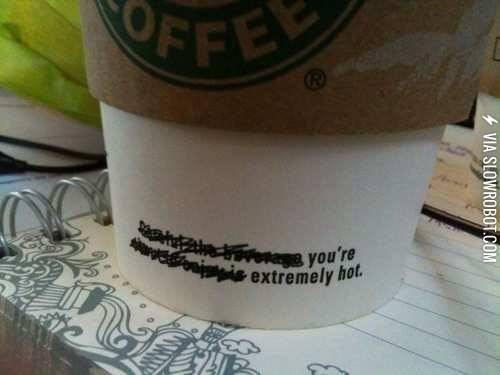 COFFEE
®
you're
extremely hot.
VIA SLOWROBOT.COM